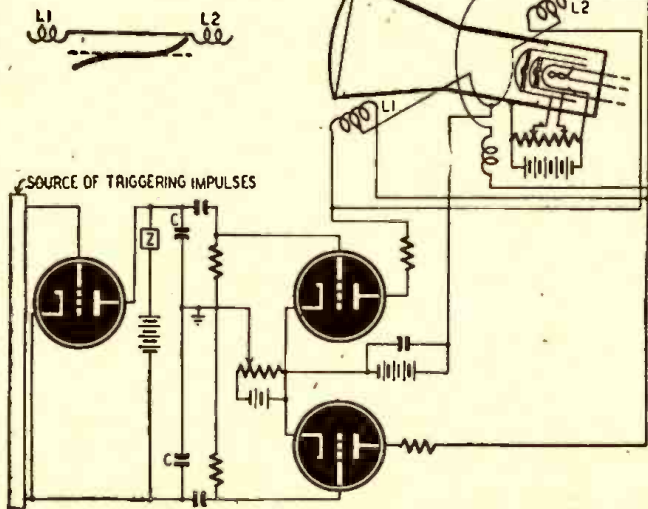 L1 L2
L2
L1
SOURCE OF TRIGGERING IMPULSES
C
Z
C